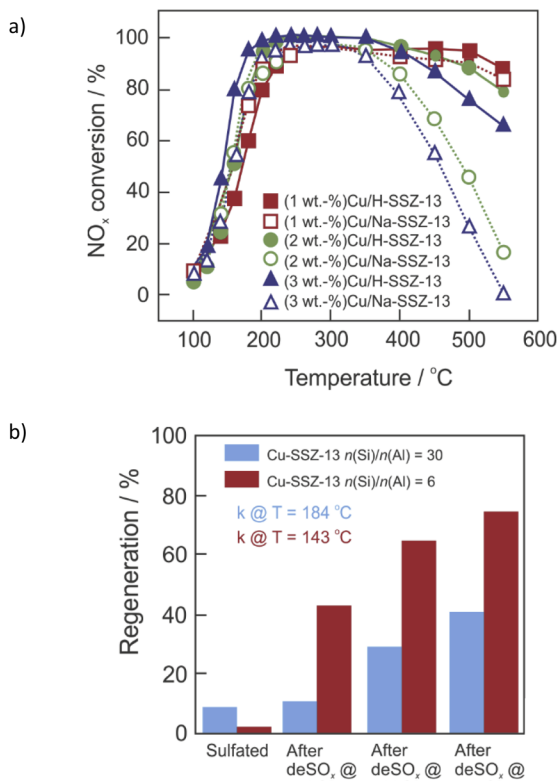 a)
NOx conversion / %
100
80
60
40
20
0
(1 wt.-%)Cu/H-SSZ-13
(1 wt.-%)Cu/Na-SSZ-13
(2 wt.-%)Cu/H-SSZ-13
(2 wt.-%)Cu/Na-SSZ-13
(3 wt.-%)Cu/H-SSZ-13
(3 wt.-%)Cu/Na-SSZ-13
100 200 300 400 500 600
Temperature / °C
b)
Regeneration / %
100
80
60
40
20
0
Cu-SSZ-13 n(Si)/n(Al) = 30
Cu-SSZ-13 n(Si)/n(Al) = 6
k @ T = 184 °C
k @ T = 143 °C
Sulfated
After
deSOx @
After
deSOx @
After
deSOx @